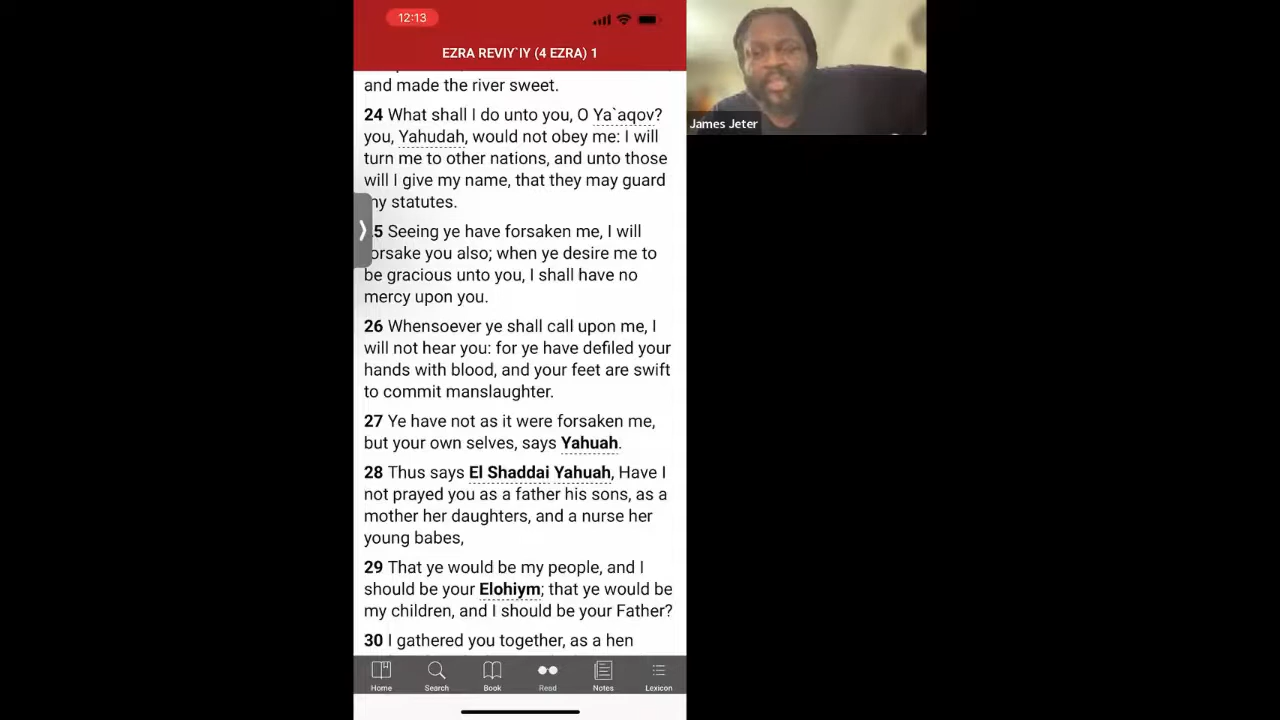 12:13
EZRA REVIY`IY (4 EZRA) 1
and made the river sweet.
24 What shall I do unto you, O Ya`aqov?
you, Yahudah, would not obey me: I will
turn me to other nations, and unto those
will I give my name, that they may guard
my statutes.
5 Seeing ye have forsaken me, I will
forsake you also; when ye desire me to
be gracious unto you, I shall have no
mercy upon you.
26 Whensoever ye shall call upon me, I
will not hear you: for ye have defiled your
hands with blood, and your feet are swift
to commit manslaughter.
27 Ye have not as it were forsaken me,
but your own selves, says Yahuah.
28 Thus says El Shaddai Yahuah, Have I
not prayed you as a father his sons, as a
mother her daughters, and a nurse her
young babes,
29 That ye would be my people, and I
should be your Elohiym; that ye would be
my children, and I should be your Father?
30 I gathered you together, as a hen
Home Search Book Read Notes Lexicon
James Jeter